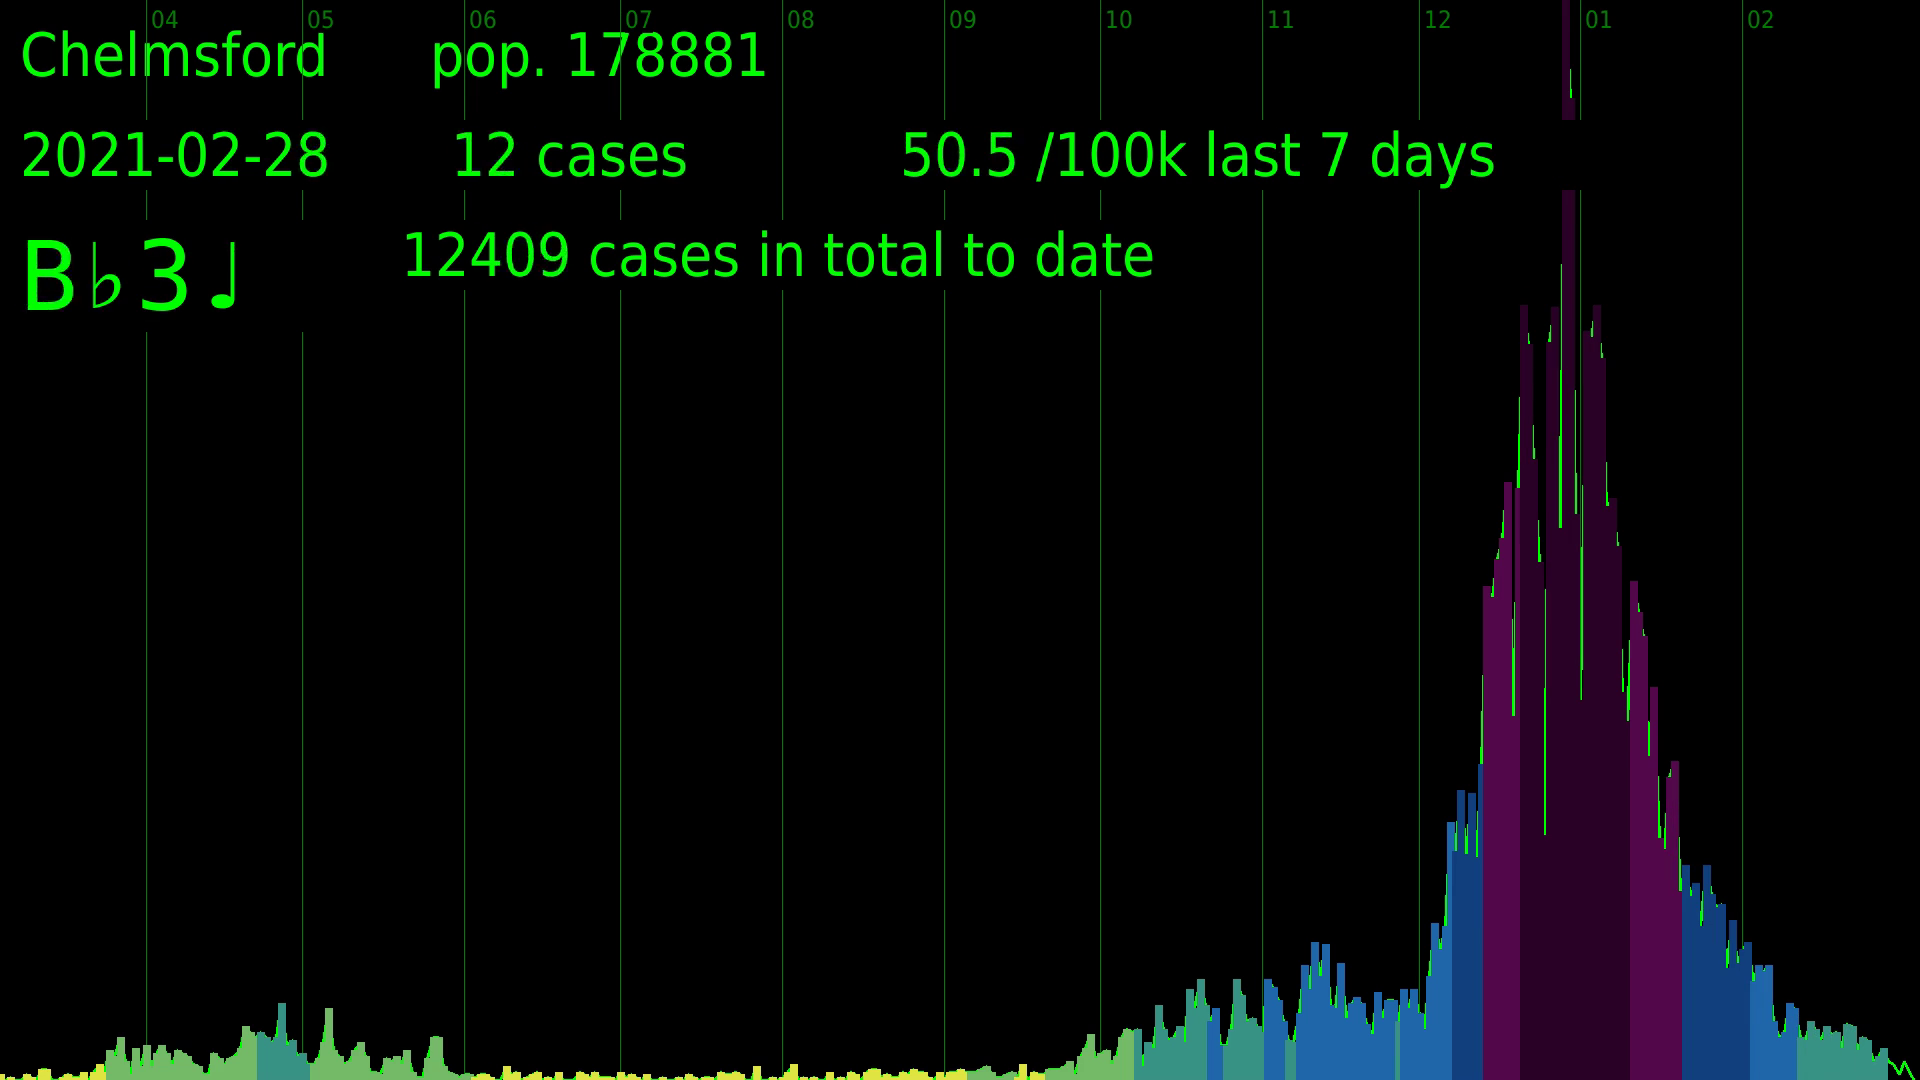 04 05 06 07 08 09 10 11 12 01 02
Chelmsford pop. 178881
2021-02-28 12 cases 50.5 /100k last 7 days
B♭3♩ 12409 cases in total to date